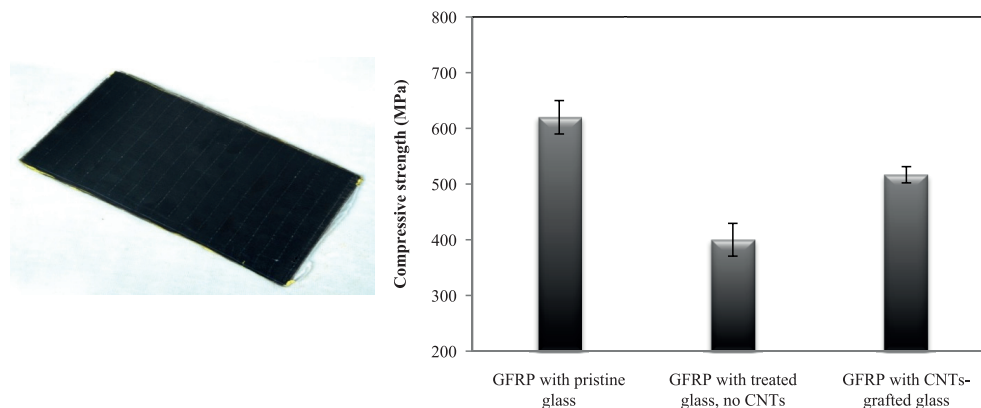 800
700
600
500
400
300
200
Compressive strength (MPa)
GFRP with pristine
glass
GFRP with treated
glass, no CNTs
GFRP with CNTs-
grafted glass